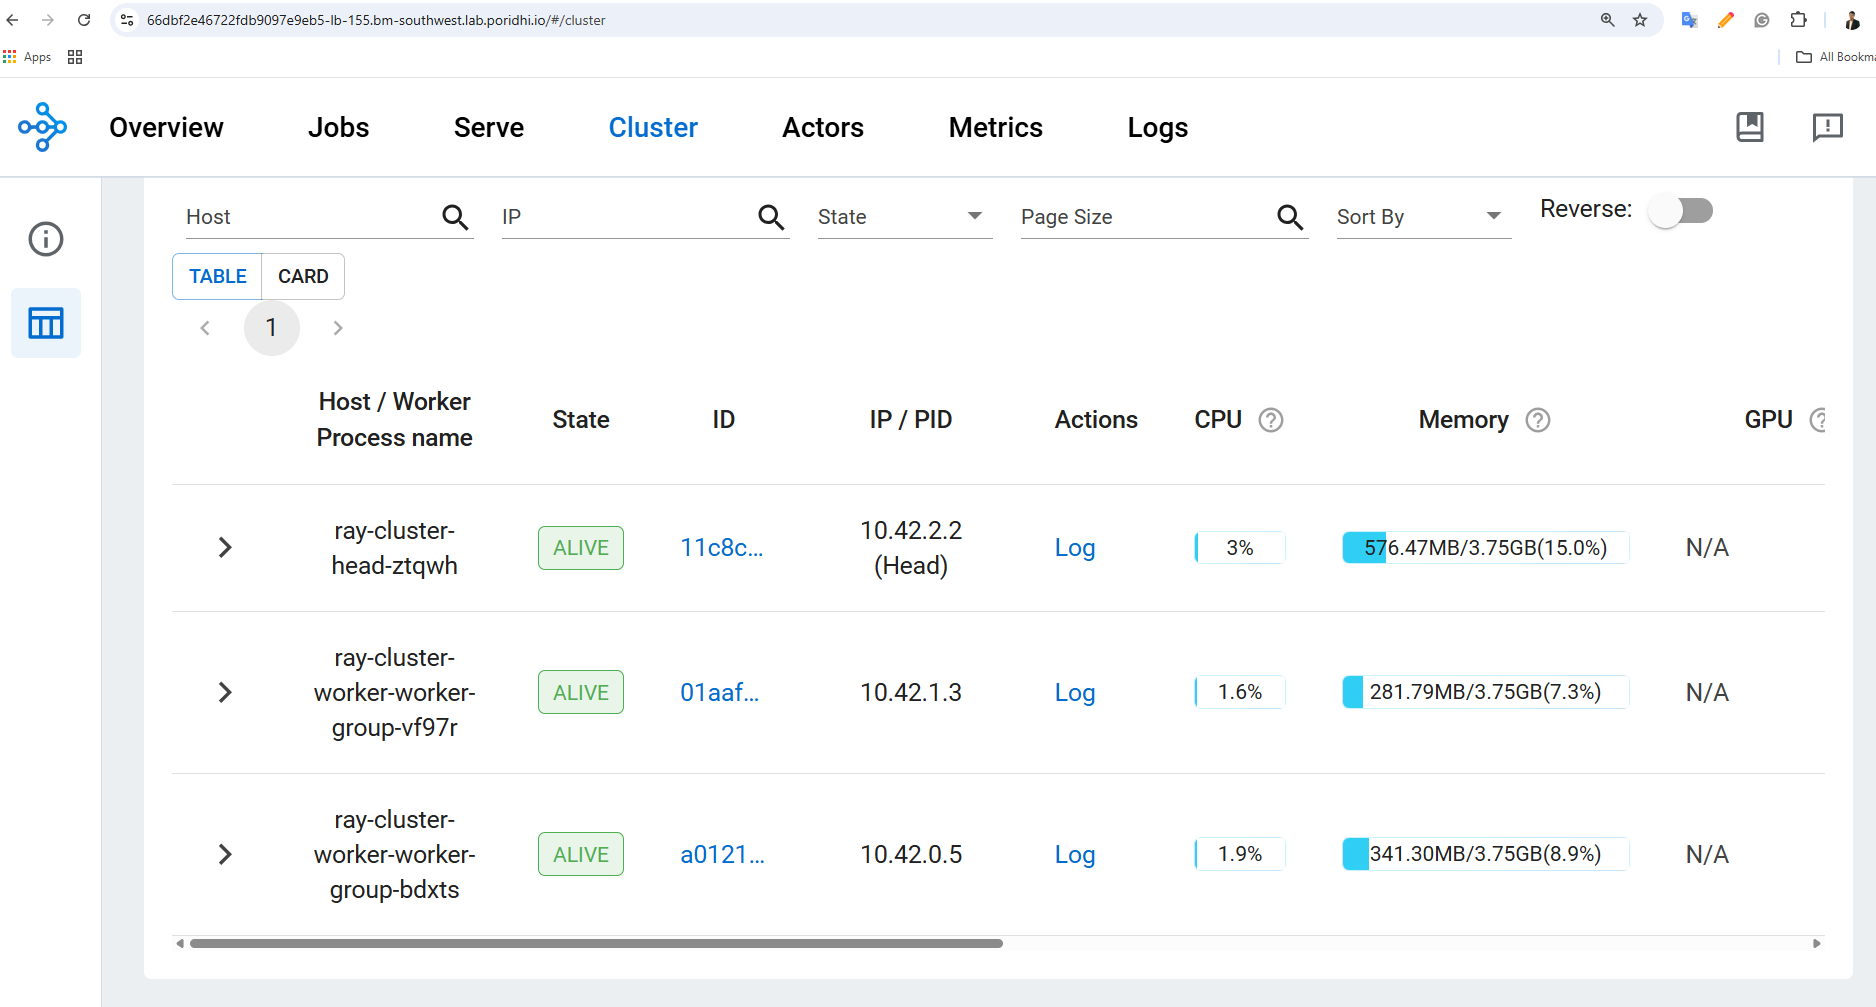 66dbf2e46722fdb9097e9eb5-lb-155.bm-southwest.lab.poridhi.io/#/cluster
Apps
All Bookma
Overview Jobs Serve Cluster Actors Metrics Logs
Host IP State Page Size Sort By Reverse:
TABLE CARD
1
Host / Worker
Process name State ID IP / PID Actions CPU Memory GPU
ray-cluster-
head-ztqwh ALIVE 11c8c... 10.42.2.2
(Head) Log 3% 576.47MB/3.75GB(15.0%) N/A
ray-cluster-
worker-worker-
group-vf97r ALIVE 01aaf... 10.42.1.3 Log 1.6% 281.79MB/3.75GB(7.3%) N/A
ray-cluster-
worker-worker-
group-bdxts ALIVE a0121... 10.42.0.5 Log 1.9% 341.30MB/3.75GB(8.9%) N/A